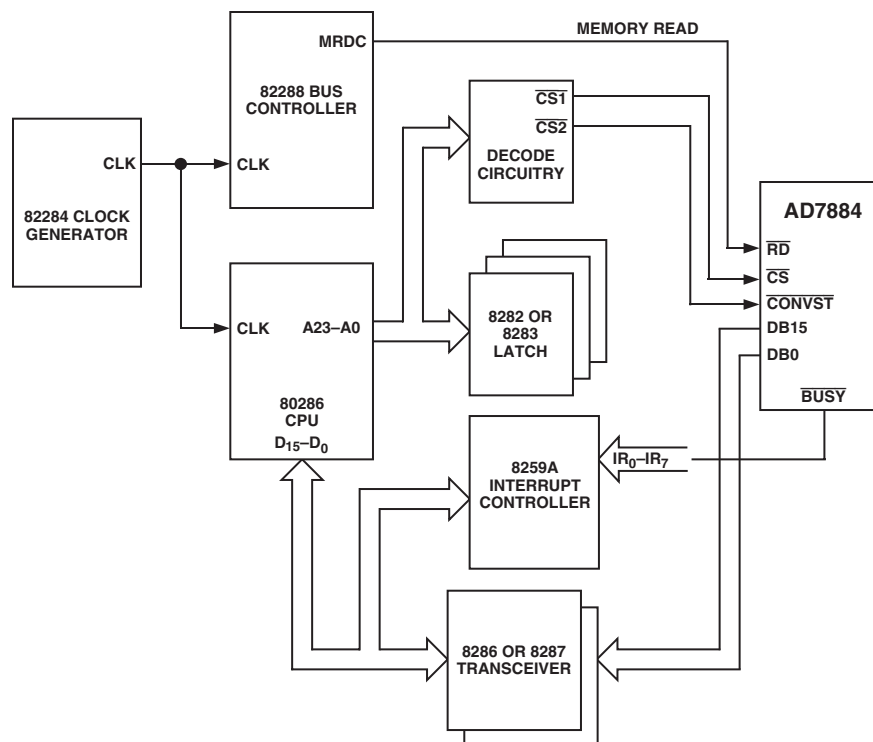 MRDC
MEMORY READ
82288 BUS
CONTROLLER
CLK
CLK
82284 CLOCK
GENERATOR
CS1
CS2
DECODE
CIRCUITRY
AD7884
RD
CS
CONVST
DB15
DB0
BUSY
CLK
A23–A0
80286
CPU
D15–D0
8282 OR
8283
LATCH
8259A
INTERRUPT
CONTROLLER
IR0–IR7
8286 OR 8287
TRANSCEIVER